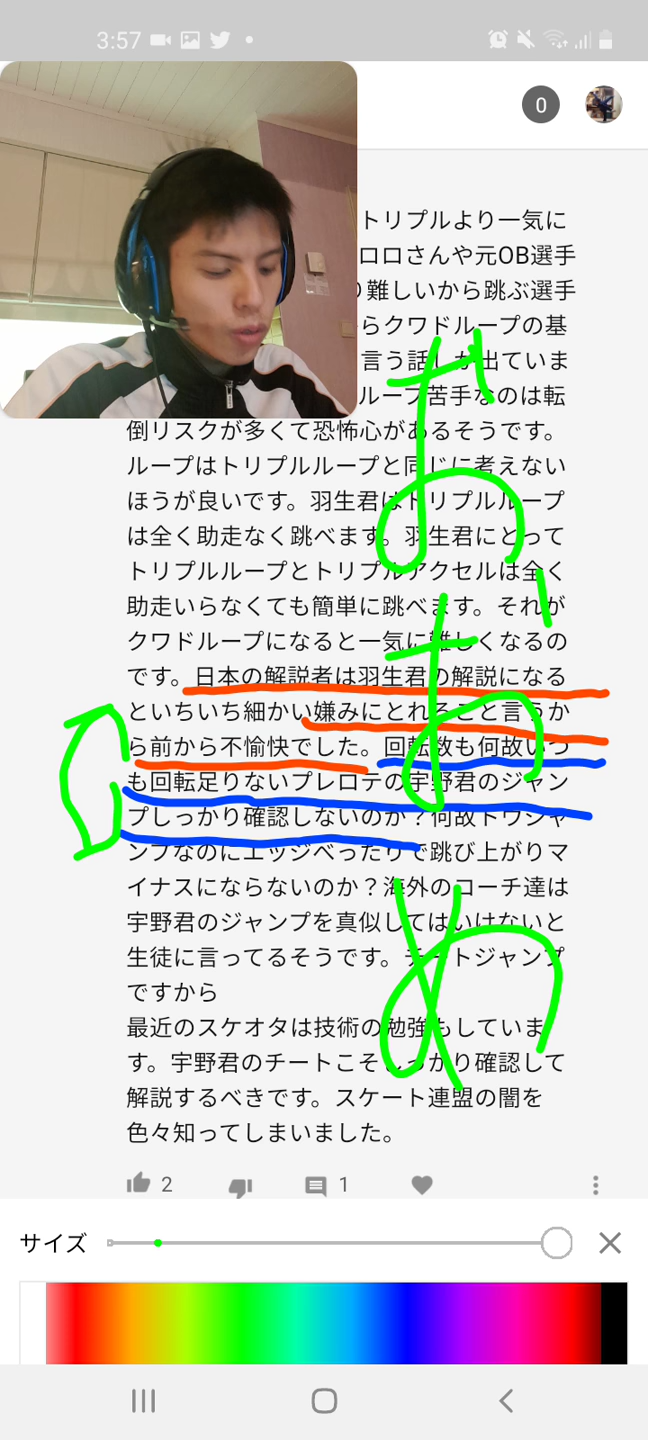 3:57
0
トリプルより一気に
ロロさんや元OB選手
難しいから跳ぶ選手
らクワドループの基
言う話しが出ていま
ループ苦手なのは転
倒リスクが多くて恐怖心があるそうです。
ループはトリプルループと同じに考えない
ほうが良いです。羽生君はトリプルループ
は全く助走なく跳べます。羽生君にとって
トリプルループとトリプルアクセルは全く
助走いらなくても簡単に跳べます。それが
クワドループになると一気に難しくなるの
です。日本の解説者は羽生君の解説になる
といちいち細かい嫌みにとれること言うか
ら前から不愉快でした。回転数も何故いつ
も回転足りないプレロテの宇野君のジャン
プしっかり確認しないのか？何故トウジャ
ンプなのにエッジべったりで跳び上がりマ
イナスにならないのか？海外のコーチ達は
宇野君のジャンプを真似してはいけないと
生徒に言ってるそうです。チートジャンプ
ですから
最近のスケオタは技術の勉強もしていま
す。宇野君のチートこそしっかり確認して
解説するべきです。スケート連盟の闇を
色々知ってしまいました。
2
1
おおめ
サイズ